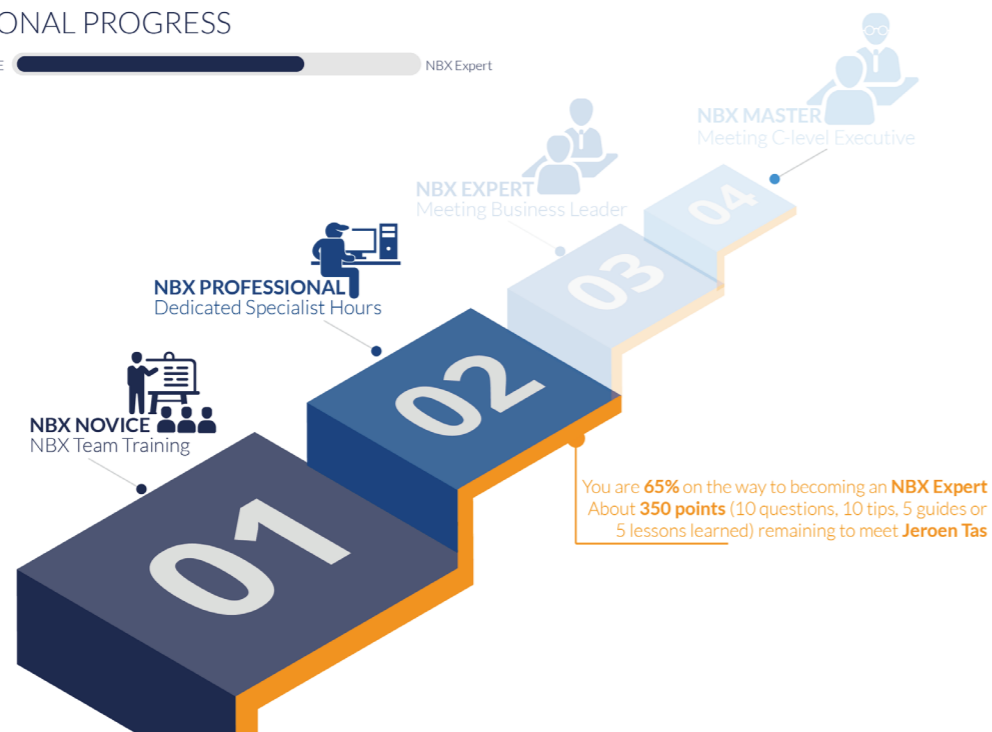 ONAL PROGRESS
E
NBX Expert
NBX MASTER
Meeting C-level Executive
NBX EXPERT
Meeting Business Leader
04
03
NBX PROFESSIONAL
Dedicated Specialist Hours
02
NBX NOVICE
NBX Team Training
You are 65% on the way to becoming an NBX Expert
About 350 points (10 questions, 10 tips, 5 guides or
5 lessons learned) remaining to meet Jeroen Tas
01